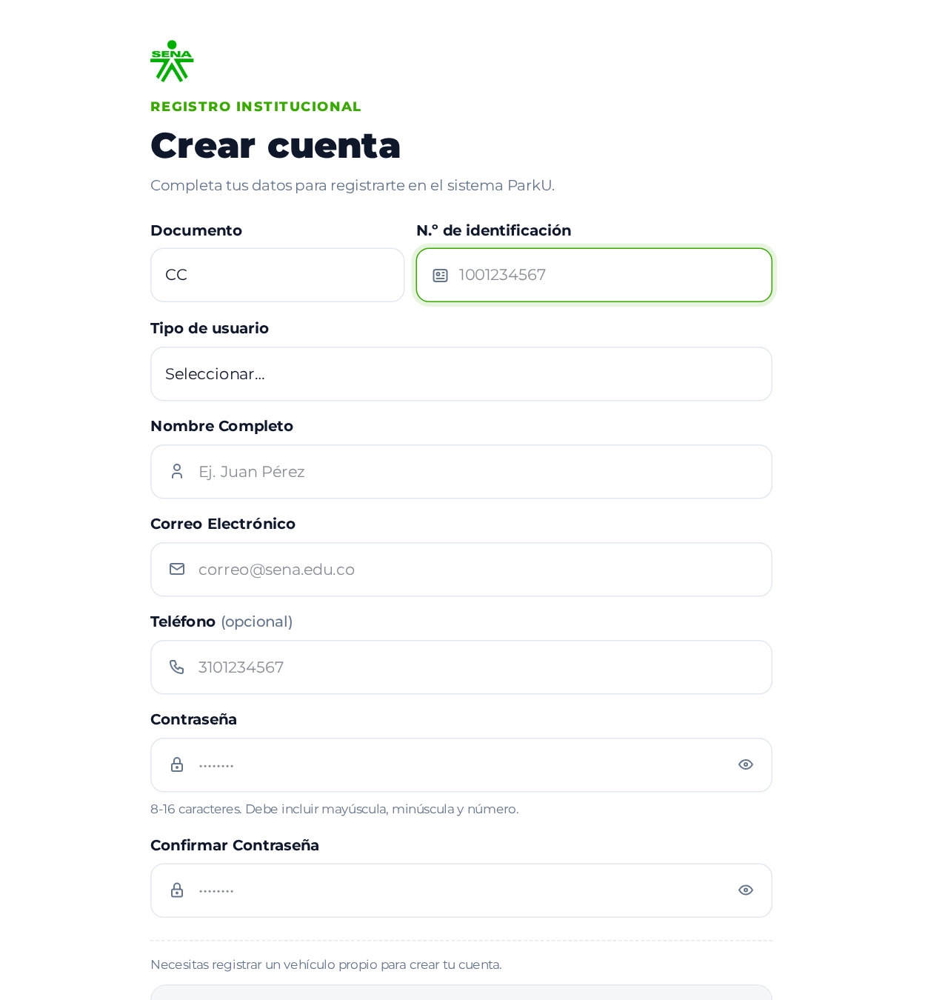 SENA
REGISTRO INSTITUCIONAL
Crear cuenta
Completa tus datos para registrarte en el sistema ParkU.
Documento
N.º de identificación
CC
1001234567
Tipo de usuario
Seleccionar...
Nombre Completo
Ej. Juan Pérez
Correo Electrónico
correo@sena.edu.co
Teléfono (opcional)
3101234567
Contraseña
••••••••
8-16 caracteres. Debe incluir mayúscula, minúscula y número.
Confirmar Contraseña
••••••••
Necesitas registrar un vehículo propio para crear tu cuenta.